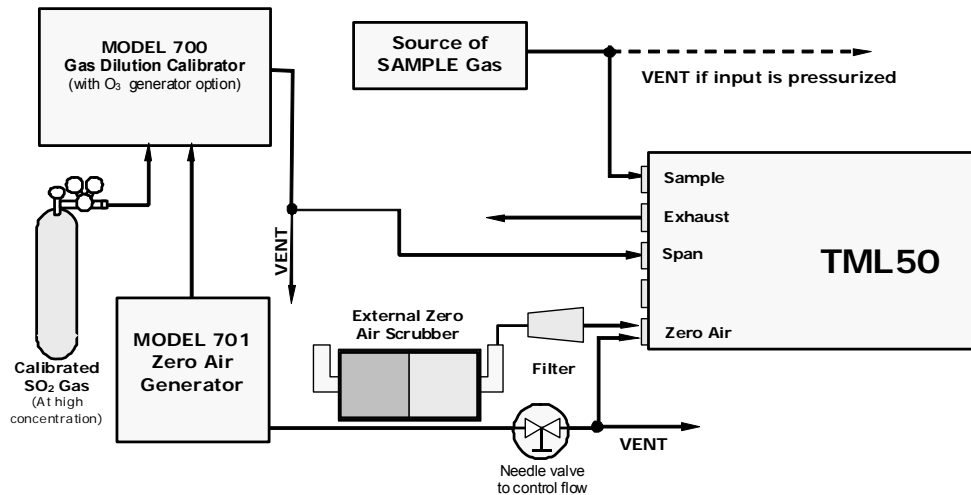 MODEL 700
Gas Dilution Calibrator
(with O₃ generator option)
Source of
SAMPLE Gas
VENT if input is pressurized
Sample
Exhaust
Span
Zero Air
TML50
VENT
External Zero
Air Scrubber
Filter
MODEL 701
Zero Air
Generator
Calibrated
SO₂ Gas
(At high
concentration)
VENT
Needle valve
to control flow